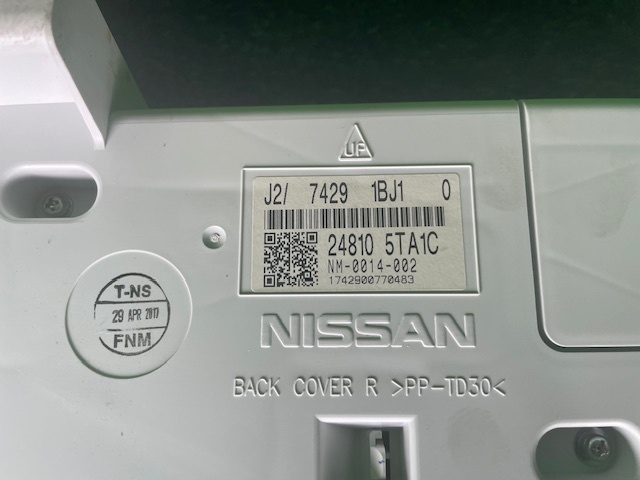 UP
J2/ 7429 1BJ1 0
24810 5TA1C
NM-0014-002
1742900770483
T-NS
29 APR 2017
FNM
NISSAN
BACK COVER R >PP-TD30<